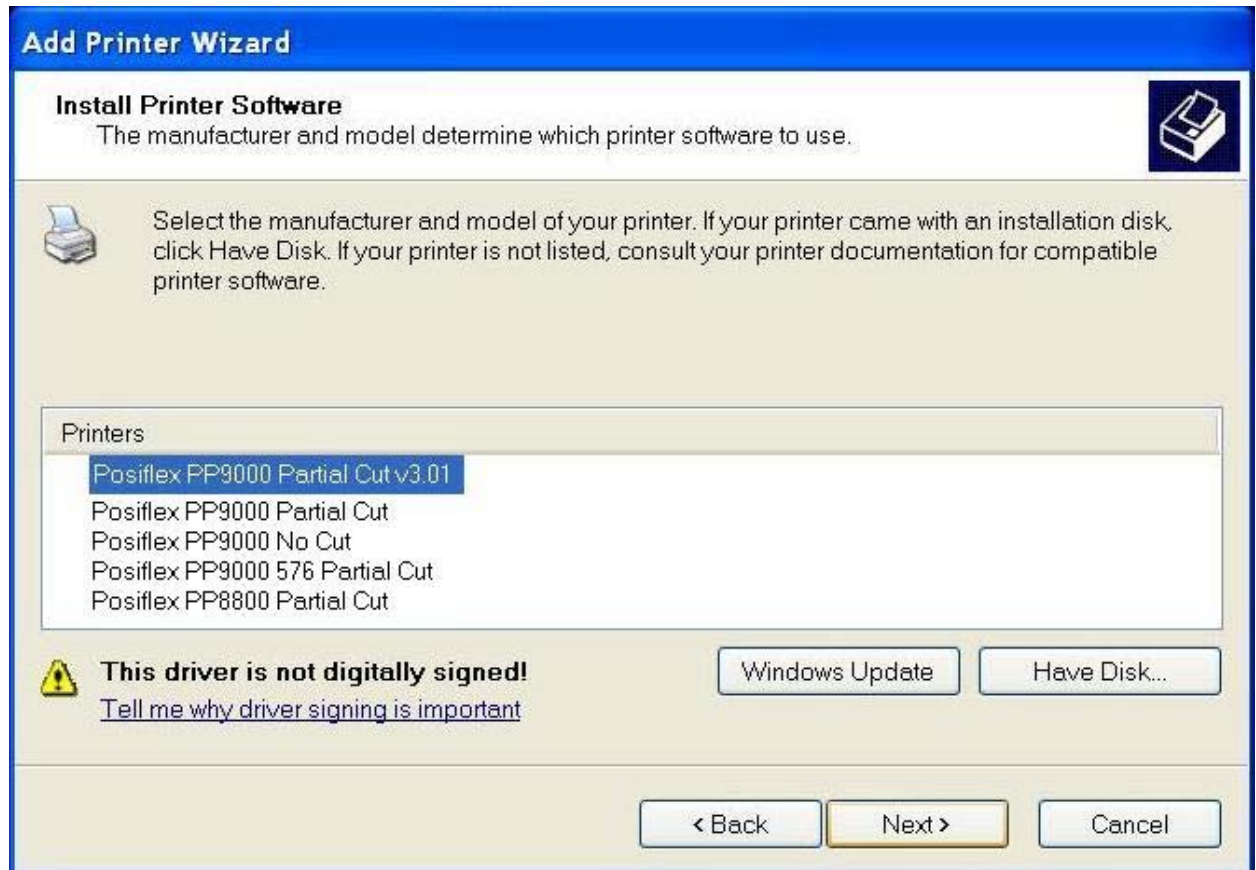 Add Printer Wizard
Install Printer Software
The manufacturer and model determine which printer software to use.
Select the manufacturer and model of your printer. If your printer came with an installation disk,
click Have Disk. If your printer is not listed, consult your printer documentation for compatible
printer software.
Printers
Posiflex PP9000 Partial Cut v3.01
Posiflex PP9000 Partial Cut
Posiflex PP9000 No Cut
Posiflex PP9000 576 Partial Cut
Posiflex PP8800 Partial Cut
This driver is not digitally signed!
Tell me why driver signing is important
Windows Update
Have Disk...
< Back
Next >
Cancel